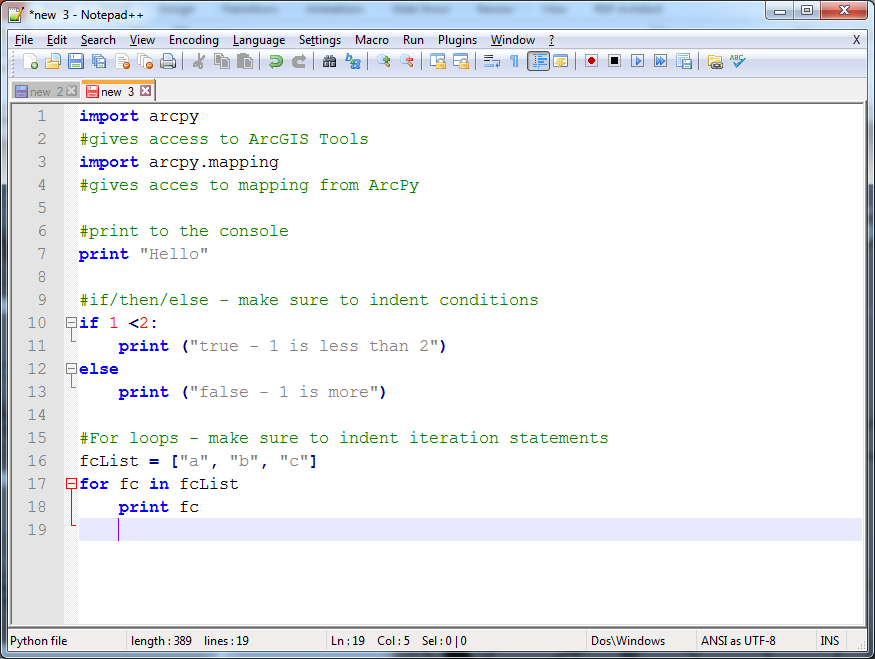 *new 3 - Notepad++
File Edit Search View Encoding Language Settings Macro Run Plugins Window ? X
new 2 new 3
1 import arcpy
2 #gives access to ArcGIS Tools
3 import arcpy.mapping
4 #gives acces to mapping from ArcPy
5
6 #print to the console
7 print "Hello"
8
9 #if/then/else - make sure to indent conditions
10 if 1 <2:
11 print ("true - 1 is less than 2")
12 else
13 print ("false - 1 is more")
14
15 #For loops - make sure to indent iteration statements
16 fcList = ["a", "b", "c"]
17 for fc in fcList
18 print fc
19
Python file length : 389 lines : 19 Ln : 19 Col : 5 Sel : 0 | 0 Dos\Windows ANSI as UTF-8 INS